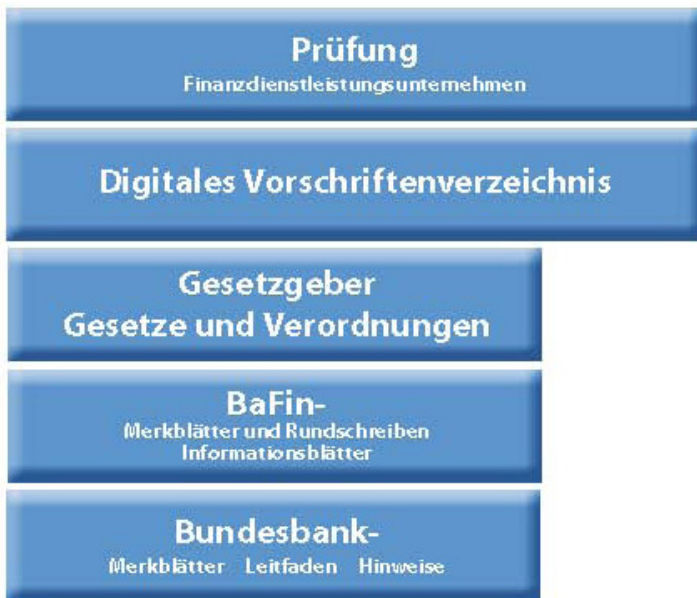 Prüfung
Finanzdienstleistungsunternehmen
Digitales Vorschriftenverzeichnis
Gesetzgeber
Gesetze und Verordnungen
BaFin-
Merkblätter und Rundschreiben
Informationsblätter
Bundesbank-
Merkblätter Leitfaden Hinweise